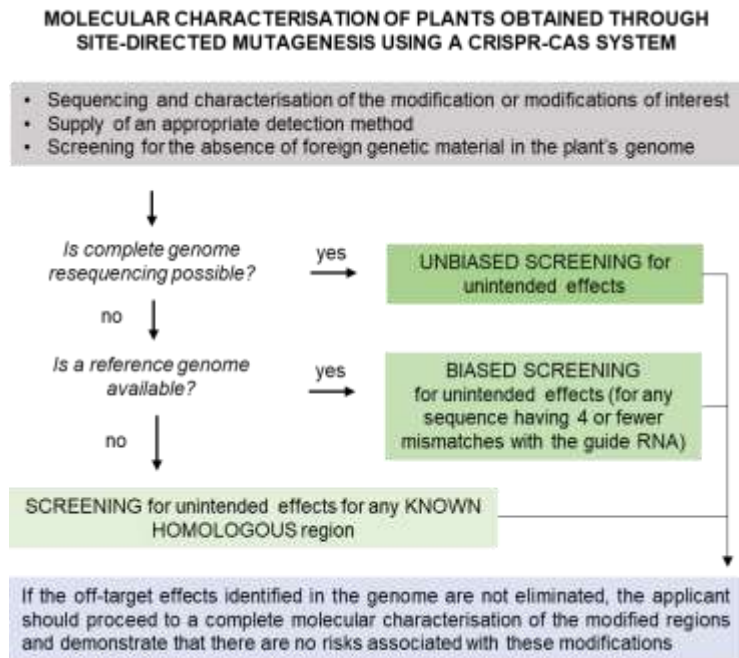 MOLECULAR CHARACTERISATION OF PLANTS OBTAINED THROUGH
SITE-DIRECTED MUTAGENESIS USING A CRISPR-CAS SYSTEM
• Sequencing and characterisation of the modification or modifications of interest
• Supply of an appropriate detection method
• Screening for the absence of foreign genetic material in the plant's genome
Is complete genome
resequencing possible?
yes
UNBIASED SCREENING for
unintended effects
no
Is a reference genome
available?
yes
BIASED SCREENING
for unintended effects (for any
sequence having 4 or fewer
mismatches with the guide RNA)
no
SCREENING for unintended effects for any KNOWN
HOMOLOGOUS region
If the off-target effects identified in the genome are not eliminated, the applicant
should proceed to a complete molecular characterisation of the modified regions
and demonstrate that there are no risks associated with these modifications